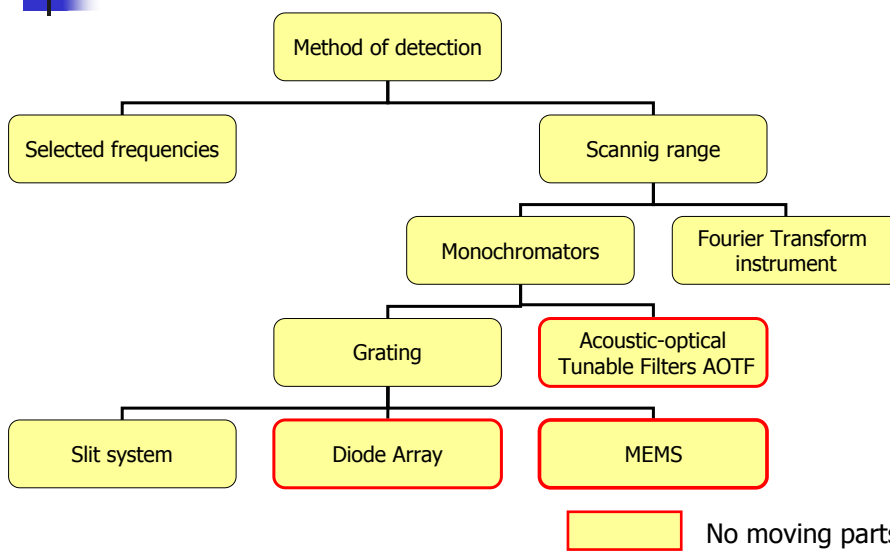 Method of detection
Selected frequencies
Scannig range
Monochromators
Fourier Transform
instrument
Grating
Acoustic-optical
Tunable Filters AOTF
Slit system
Diode Array
MEMS
No moving parts